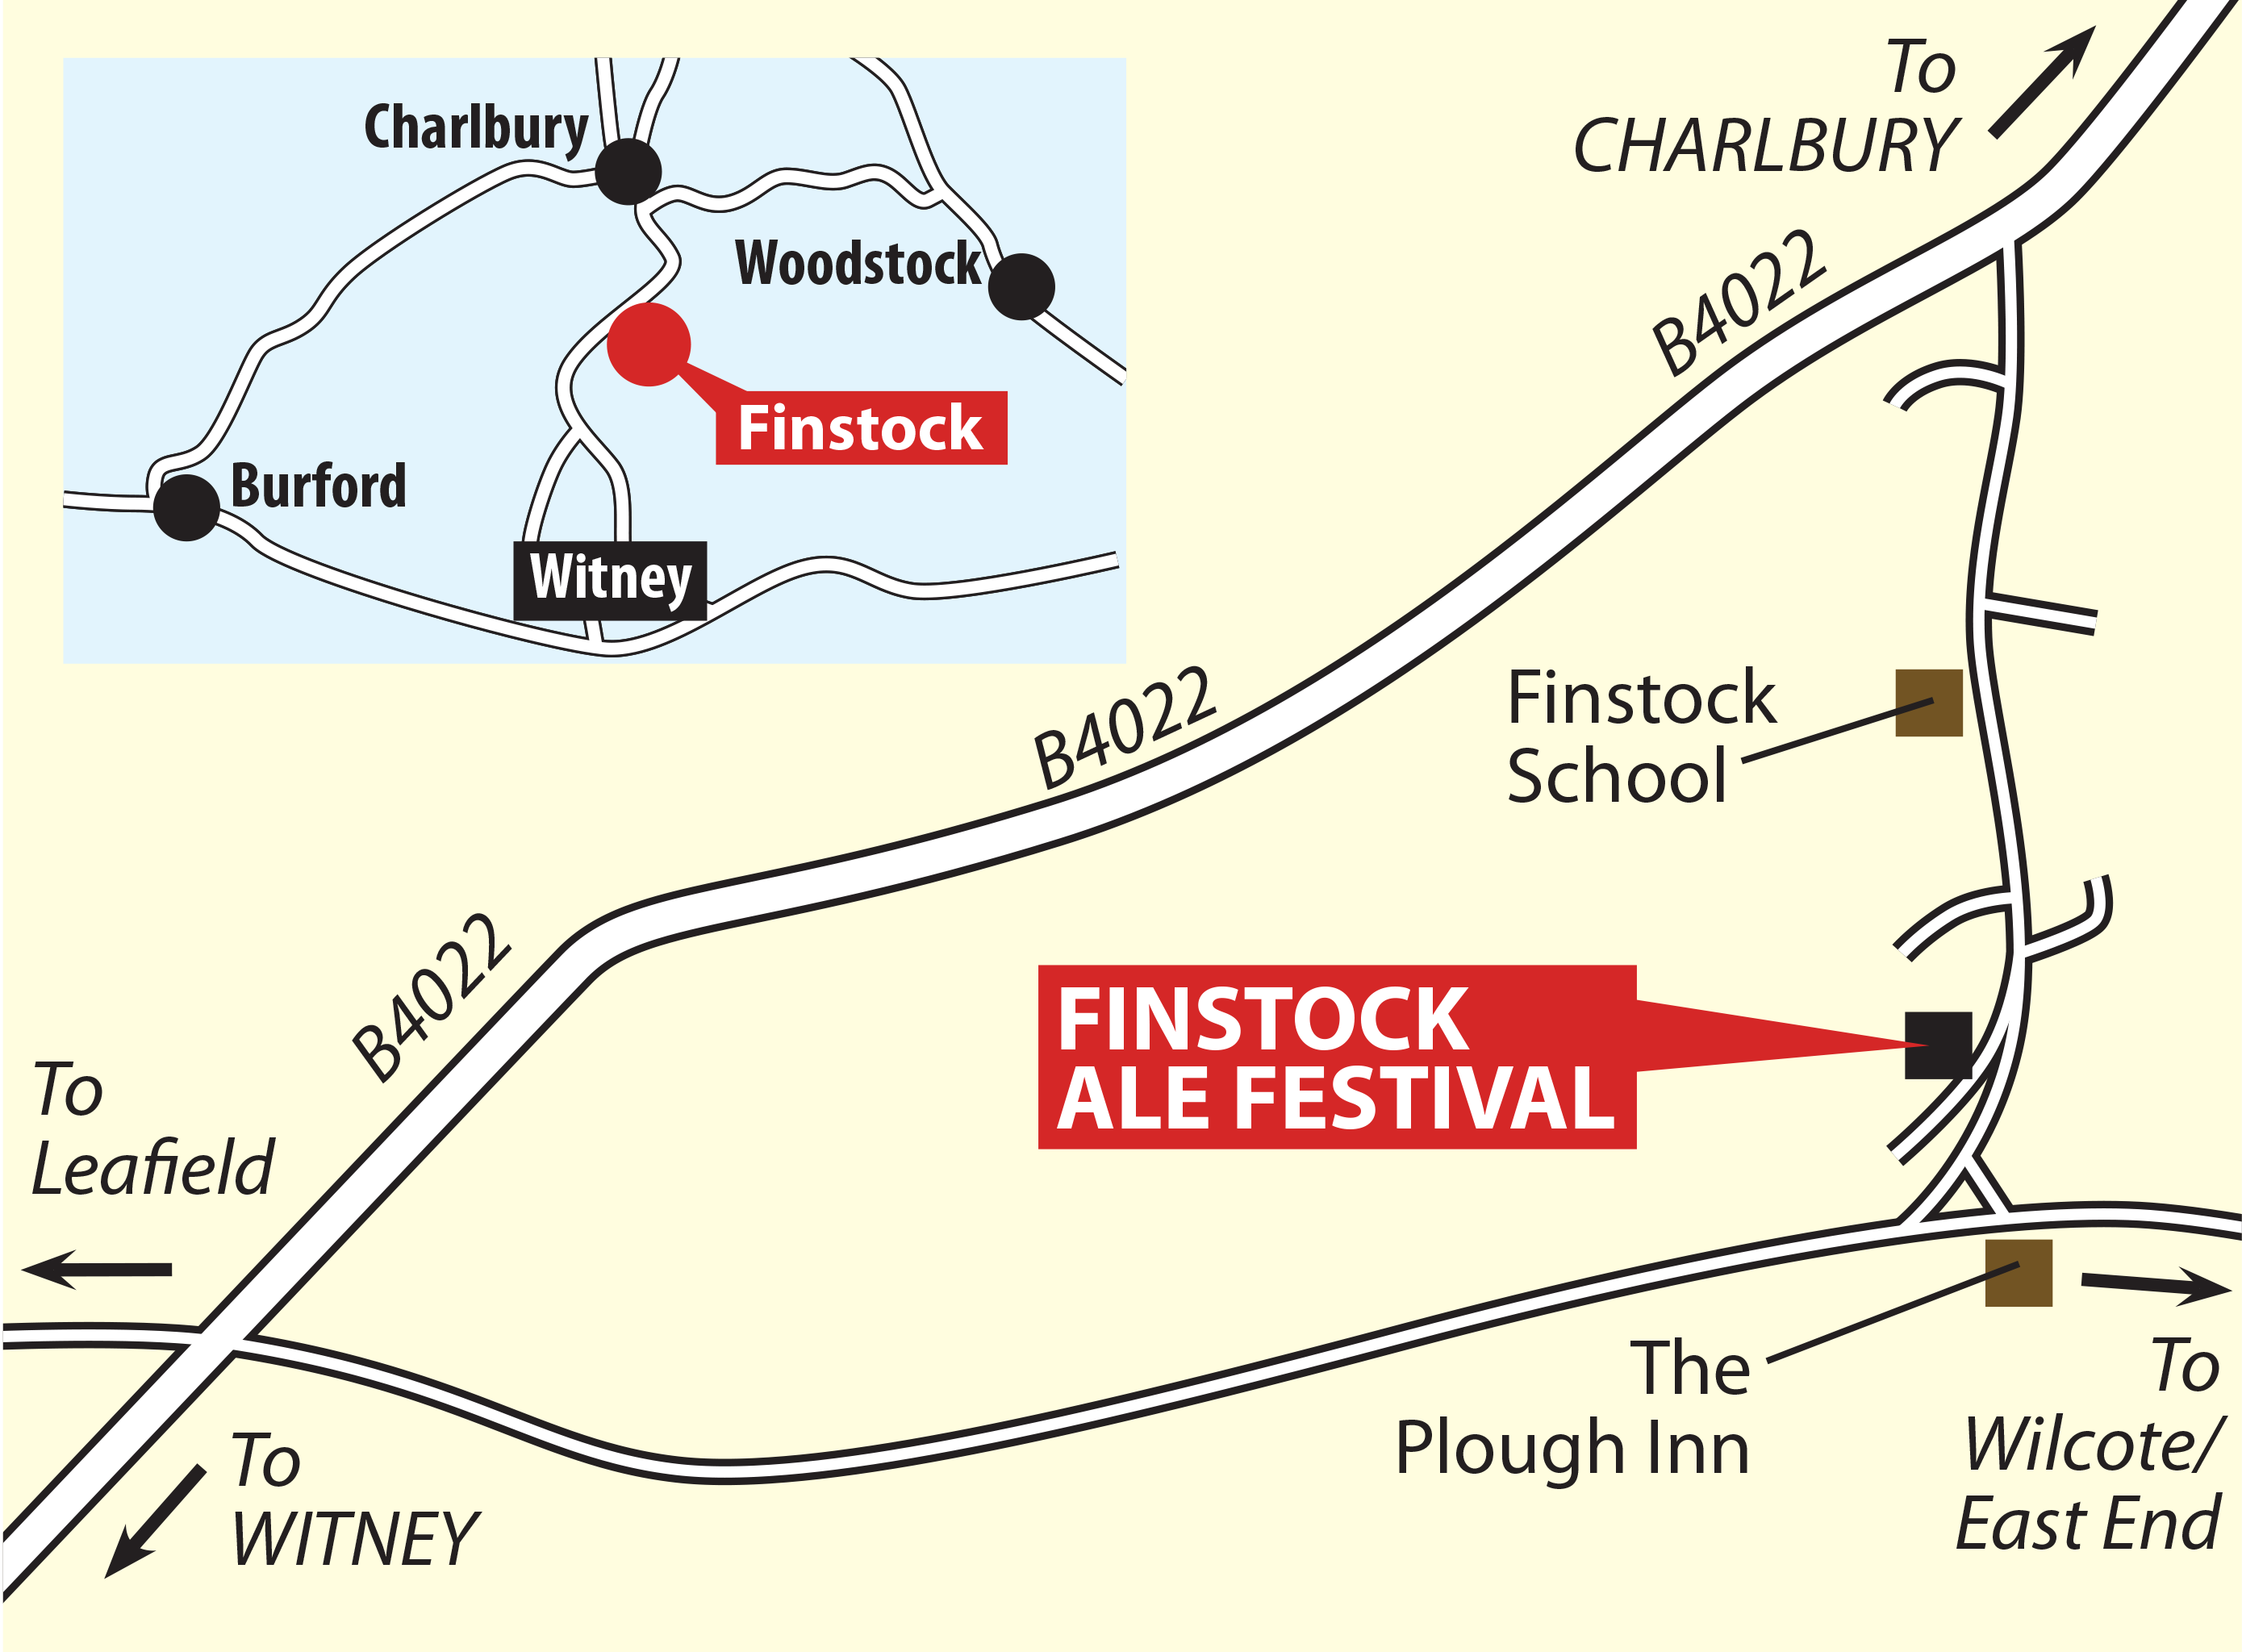 Charlbury
Woodstock
Finstock
Burford
Witney
To
CHARLBURY
B4022
Finstock
School
B4022
B4022
FINSTOCK
ALE FESTIVAL
To
Leafield
The
Plough Inn
To
Wilcote/
East End
To
WITNEY